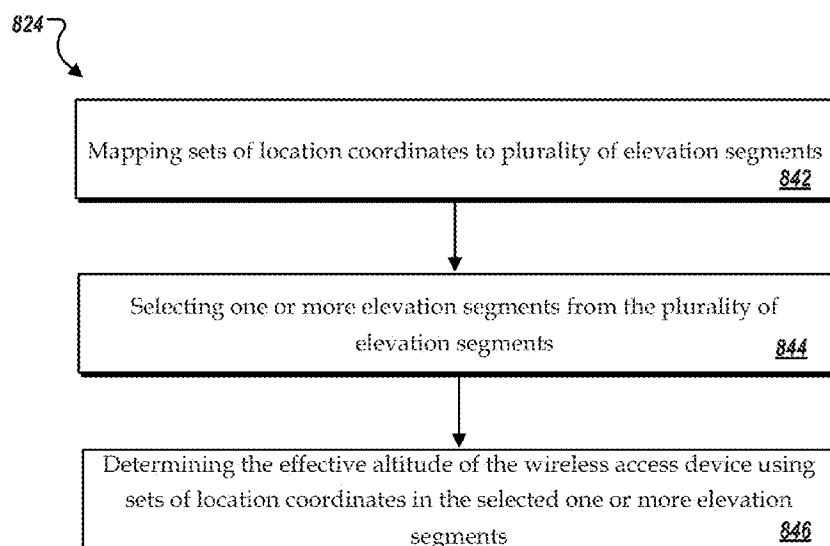 824
Mapping sets of location coordinates to plurality of elevation segments
842
Selecting one or more elevation segments from the plurality of
elevation segments
844
Determining the effective altitude of the wireless access device using
sets of location coordinates in the selected one or more elevation
segments
846